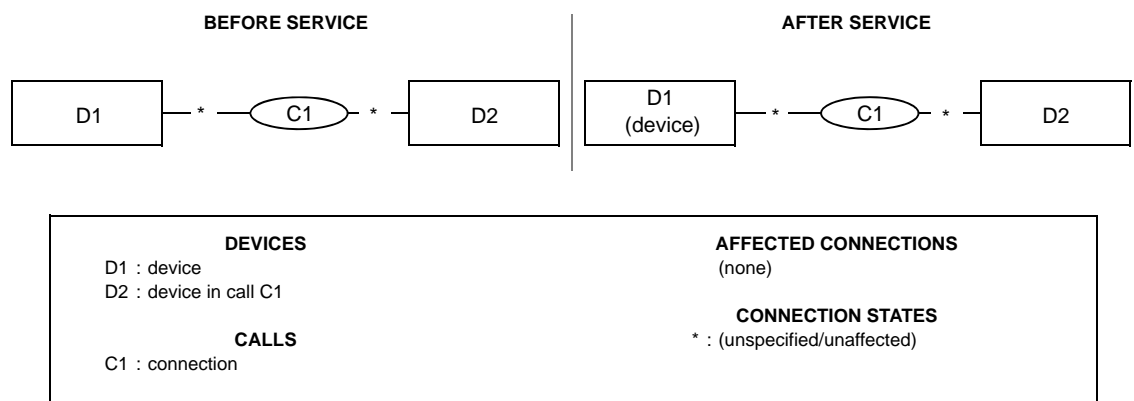 BEFORE SERVICE
D1 * C1 * D2
AFTER SERVICE
D1
(device)
* C1 * D2
DEVICES
D1 : device
D2 : device in call C1
CALLS
C1 : connection
AFFECTED CONNECTIONS
(none)
CONNECTION STATES
* : (unspecified/unaffected)